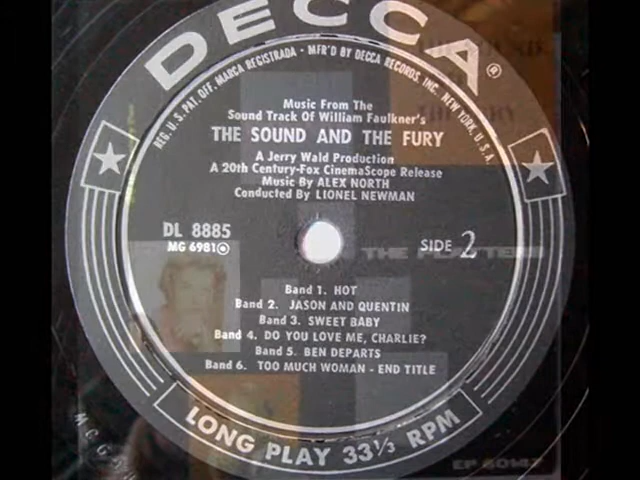 DECCA®
REG. U.S. PAT. OFF. MARCA REGISTRADA • MFR'D BY DECCA RECORDS, INC., NEW YORK, U.S.A.
Music From The
Sound Track Of William Faulkner's
THE SOUND AND THE FURY
A Jerry Wald Production
A 20th Century-Fox CinemaScope Release
Music By ALEX NORTH
Conducted By LIONEL NEWMAN
DL 8885
MG 6981
SIDE 2
THE PLATTERS
Band 1. HOT
Band 2. JASON AND QUENTIN
Band 3. SWEET BABY
Band 4. DO YOU LOVE ME, CHARLIE?
Band 5. BEN DEPARTS
Band 6. TOO MUCH WOMAN - END TITLE
LONG PLAY 33⅓ RPM